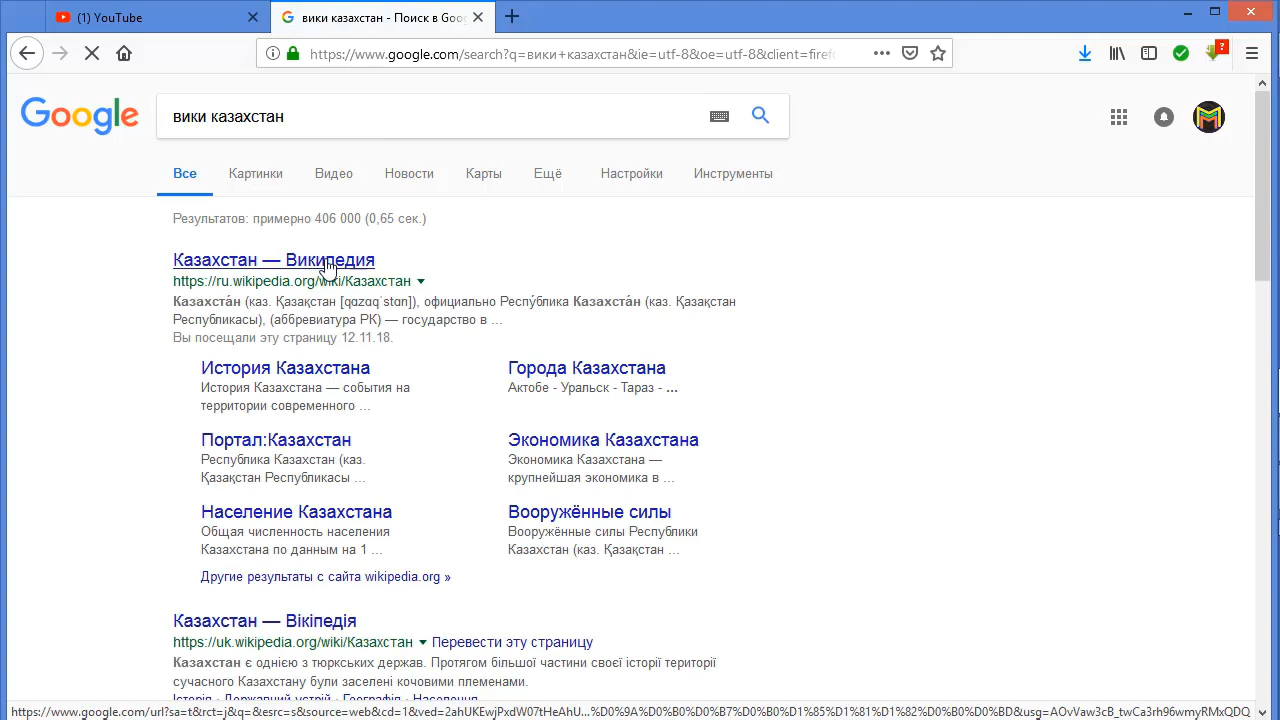 (1) YouTube
вики казахстан - Поиск в Goo
https://www.google.com/search?q=вики+казахстан&ie=utf-8&oe=utf-8&client=firef
Google
вики казахстан
Все
Картинки
Видео
Новости
Карты
Ещё
Настройки
Инструменты
Результатов: примерно 406 000 (0,65 сек.)
Казахстан — Википедия
https://ru.wikipedia.org/wiki/Казахстан
Казахста́н (каз. Қазақстан [qɑzɑqˈstɑn]), официально Респу́блика Казахста́н (каз. Қазақстан
Республикасы), (аббревиатура РК) — государство в ...
Вы посещали эту страницу 12.11.18.
История Казахстана
История Казахстана — события на
территории современного ...
Города Казахстана
Актобе - Уральск - Тараз - ...
Портал:Казахстан
Республика Казахстан (каз.
Қазақстан Республикасы ...
Экономика Казахстана
Экономика Казахстана —
крупнейшая экономика в ...
Население Казахстана
Общая численность населения
Казахстана по данным на 1 ...
Вооружённые силы
Вооружённые силы Республики
Казахстан (каз. Қазақстан ...
Другие результаты с сайта wikipedia.org »
Казахстан — Вікіпедія
https://uk.wikipedia.org/wiki/Казахстан
Перевести эту страницу
Казахстан є однією з тюркських держав. Протягом більшої частини своєї історії території
сучасного Казахстану були заселені кочовими племенами.
Історія · Державний устрій · Географія · Населення
https://www.google.com/url?sa=t&rct=j&q=&esrc=s&source=web&cd=1&ved=2ahUKEwjPxdW07tHeAhU...%D0%9A%D0%B0%D0%B7%D0%B0%D1%85%D1%81%D1%82%D0%B0%D0%BD&usg=AOvVaw3cB_twCa3rh96wmyRMxQDQ